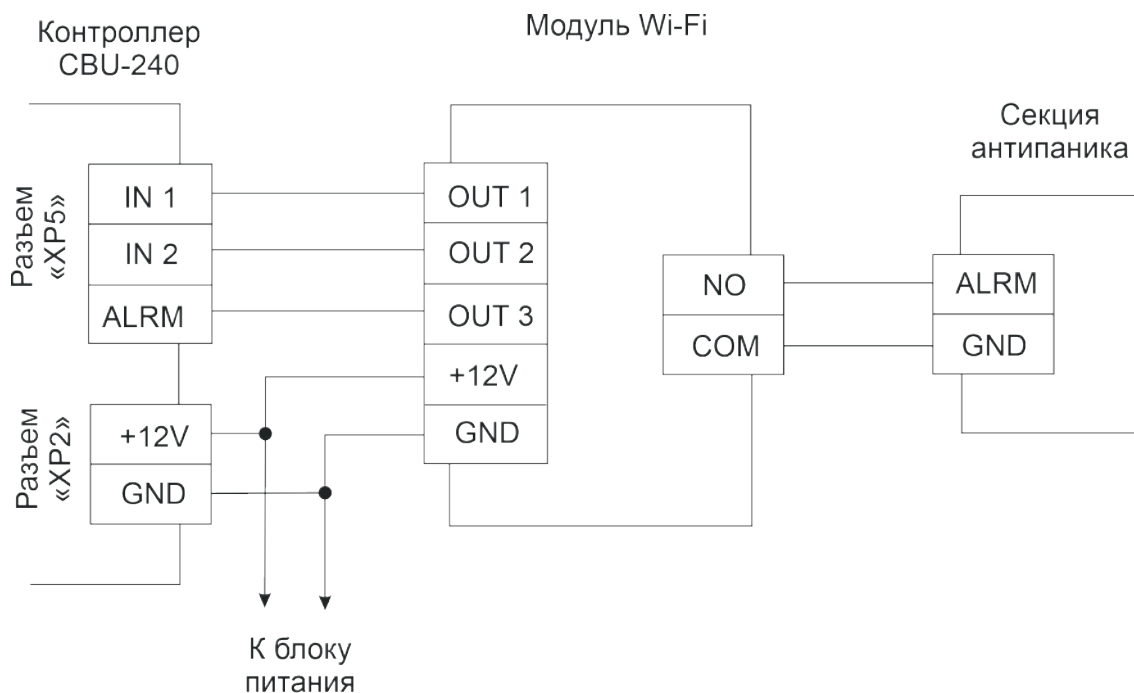 Контроллер
CBU-240
Модуль Wi-Fi
Секция
антипаника
Разъем
«XP5»
IN 1
IN 2
ALRM
OUT 1
OUT 2
OUT 3
+12V
GND
NO
COM
ALRM
GND
Разъем
«XP2»
+12V
GND
К блоку
питания